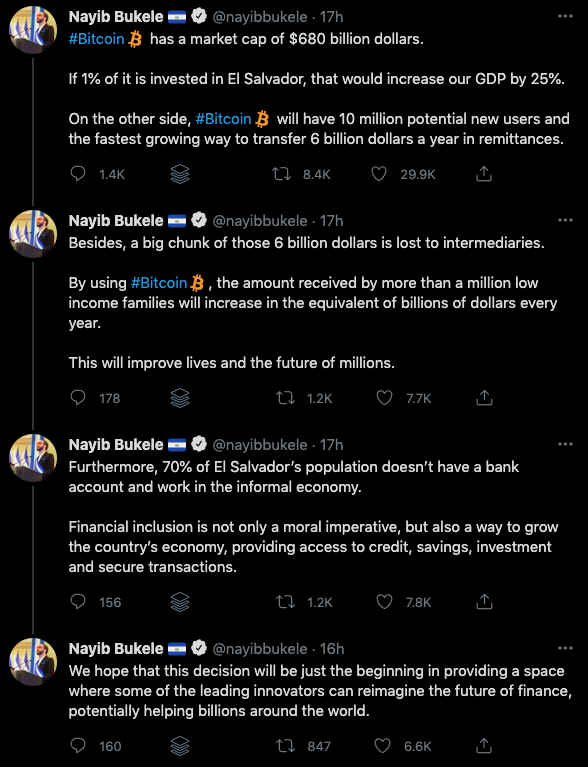 Nayib Bukele @nayibbukele · 17h
#Bitcoin has a market cap of $680 billion dollars.
If 1% of it is invested in El Salvador, that would increase our GDP by 25%.
On the other side, #Bitcoin will have 10 million potential new users and
the fastest growing way to transfer 6 billion dollars a year in remittances.
1.4K 8.4K 29.9K
Nayib Bukele @nayibbukele · 17h
Besides, a big chunk of those 6 billion dollars is lost to intermediaries.
By using #Bitcoin , the amount received by more than a million low
income families will increase in the equivalent of billions of dollars every
year.
This will improve lives and the future of millions.
178 1.2K 7.7K
Nayib Bukele @nayibbukele · 17h
Furthermore, 70% of El Salvador's population doesn't have a bank
account and work in the informal economy.
Financial inclusion is not only a moral imperative, but also a way to grow
the country's economy, providing access to credit, savings, investment
and secure transactions.
156 1.2K 7.8K
Nayib Bukele @nayibbukele · 16h
We hope that this decision will be just the beginning in providing a space
where some of the leading innovators can reimagine the future of finance,
potentially helping billions around the world.
160 847 6.6K